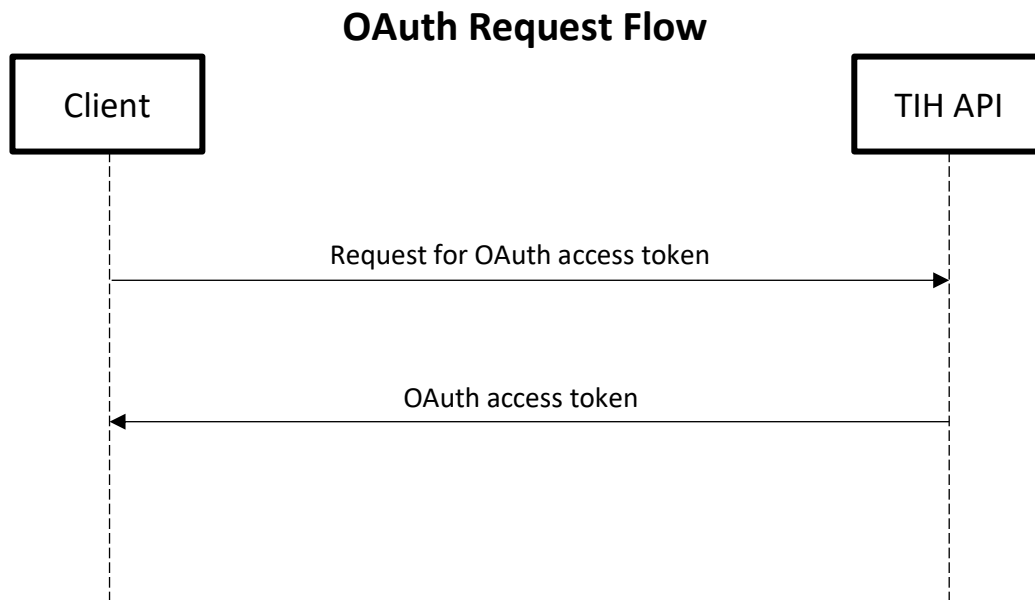 OAuth Request Flow
Client
TIH API
Request for OAuth access token
OAuth access token